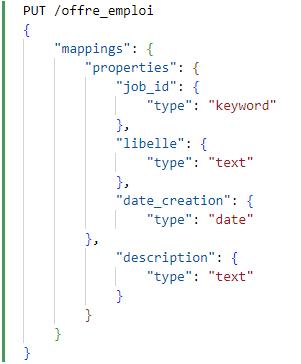 PUT /offre_emploi
{
    "mappings": {
        "properties": {
            "job_id": {
                "type": "keyword"
            },
            "libelle": {
                "type": "text"
            },
            "date_creation": {
                "type": "date"
        },
            "description": {
                "type": "text"
            }
        }
    }
}